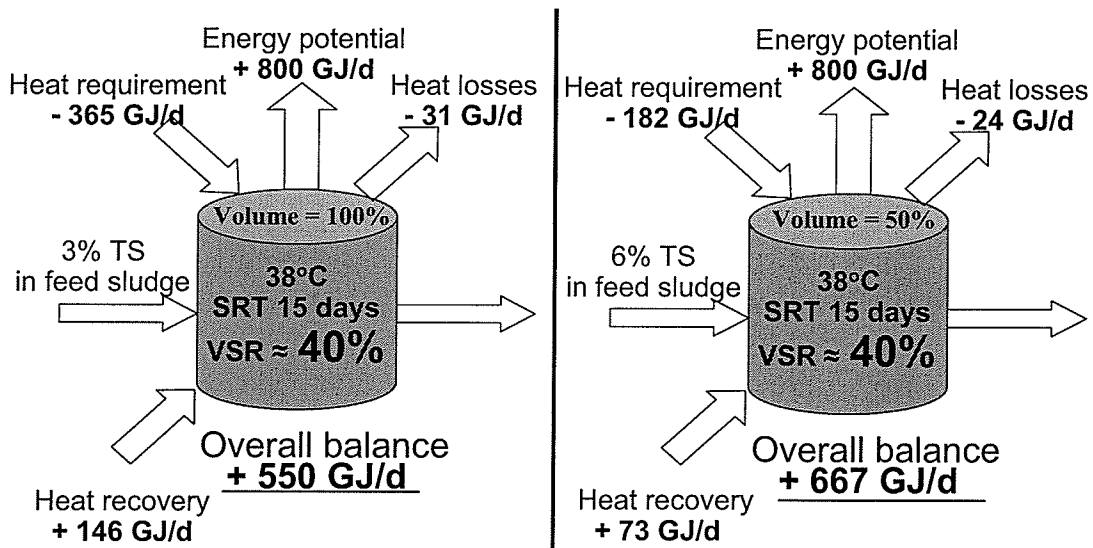 Energy potential
+ 800 GJ/d
Heat requirement
- 365 GJ/d
Heat losses
- 31 GJ/d
Volume = 100%
3% TS
in feed sludge
38°C
SRT 15 days
VSR ≈ 40%
Overall balance
+ 550 GJ/d
Heat recovery
+ 146 GJ/d
Energy potential
+ 800 GJ/d
Heat requirement
- 182 GJ/d
Heat losses
- 24 GJ/d
Volume = 50%
6% TS
in feed sludge
38°C
SRT 15 days
VSR ≈ 40%
Overall balance
+ 667 GJ/d
Heat recovery
+ 73 GJ/d